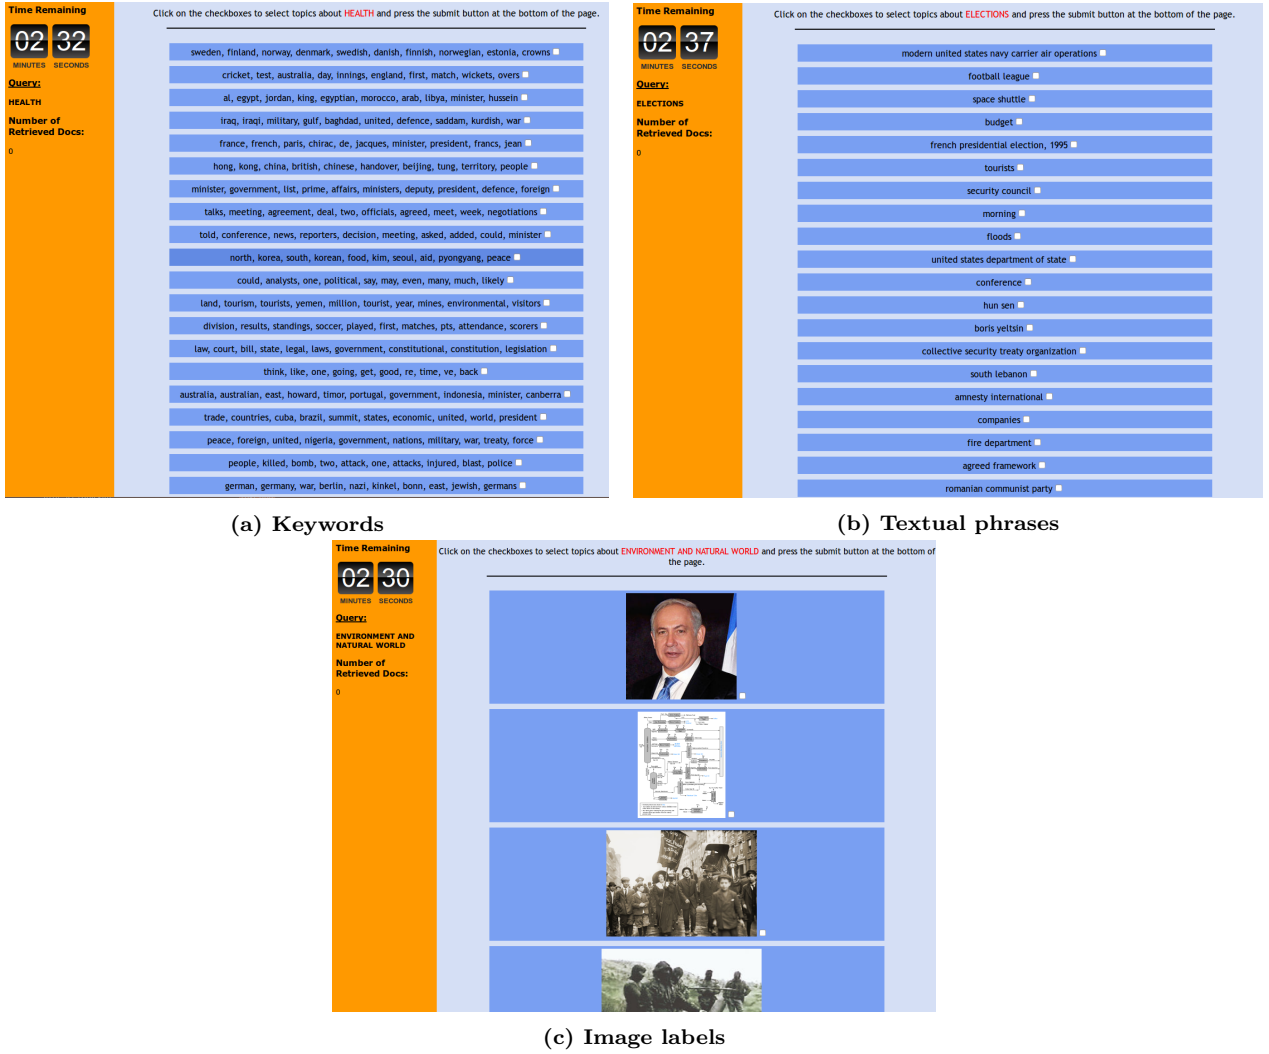 Time Remaining
02 32
MINUTES SECONDS
Query:
HEALTH
Number of
Retrieved Docs:
0
Click on the checkboxes to select topics about HEALTH and press the submit button at the bottom of the page.
sweden, finland, norway, denmark, swedish, danish, finnish, norwegian, estonia, crowns
cricket, test, australia, day, innings, england, first, match, wickets, overs
al, egypt, jordan, king, egyptian, morocco, arab, libya, minister, hussein
iraq, iraqi, military, gulf, baghdad, united, defence, saddam, kurdish, war
france, french, paris, chirac, de, jacques, minister, president, francs, jean
hong, kong, china, british, chinese, handover, beijing, tung, territory, people
minister, government, list, prime, affairs, ministers, deputy, president, defence, foreign
talks, meeting, agreement, deal, two, officials, agreed, meet, week, negotiations
told, conference, news, reporters, decision, meeting, asked, added, could, minister
north, korea, south, korean, food, kim, seoul, aid, pyongyang, peace
could, analysts, one, political, say, may, even, many, much, likely
land, tourism, tourists, yemen, million, tourist, year, mines, environmental, visitors
division, results, standings, soccer, played, first, matches, pts, attendance, scorers
law, court, bill, state, legal, laws, government, constitutional, constitution, legislation
think, like, one, going, get, good, re, time, ve, back
australia, australian, east, howard, timor, portugal, government, indonesia, minister, canberra
trade, countries, cuba, brazil, summit, states, economic, united, world, president
peace, foreign, united, nigeria, government, nations, military, war, treaty, force
people, killed, bomb, two, attack, one, attacks, injured, blast, police
german, germany, war, berlin, nazi, kinkel, bonn, east, jewish, germans
(a) Keywords
Time Remaining
02 37
MINUTES SECONDS
Query:
ELECTIONS
Number of
Retrieved Docs:
0
Click on the checkboxes to select topics about ELECTIONS and press the submit button at the bottom of the page.
modern united states navy carrier air operations
football league
space shuttle
budget
french presidential election, 1995
tourists
security council
morning
floods
united states department of state
conference
hun sen
boris yeltsin
collective security treaty organization
south lebanon
amnesty international
companies
fire department
agreed framework
romanian communist party
(b) Textual phrases
Time Remaining
02 30
MINUTES SECONDS
Query:
ENVIRONMENT AND
NATURAL WORLD
Number of
Retrieved Docs:
0
Click on the checkboxes to select topics about ENVIRONMENT AND NATURAL WORLD and press the submit button at the bottom of
the page.
(c) Image labels